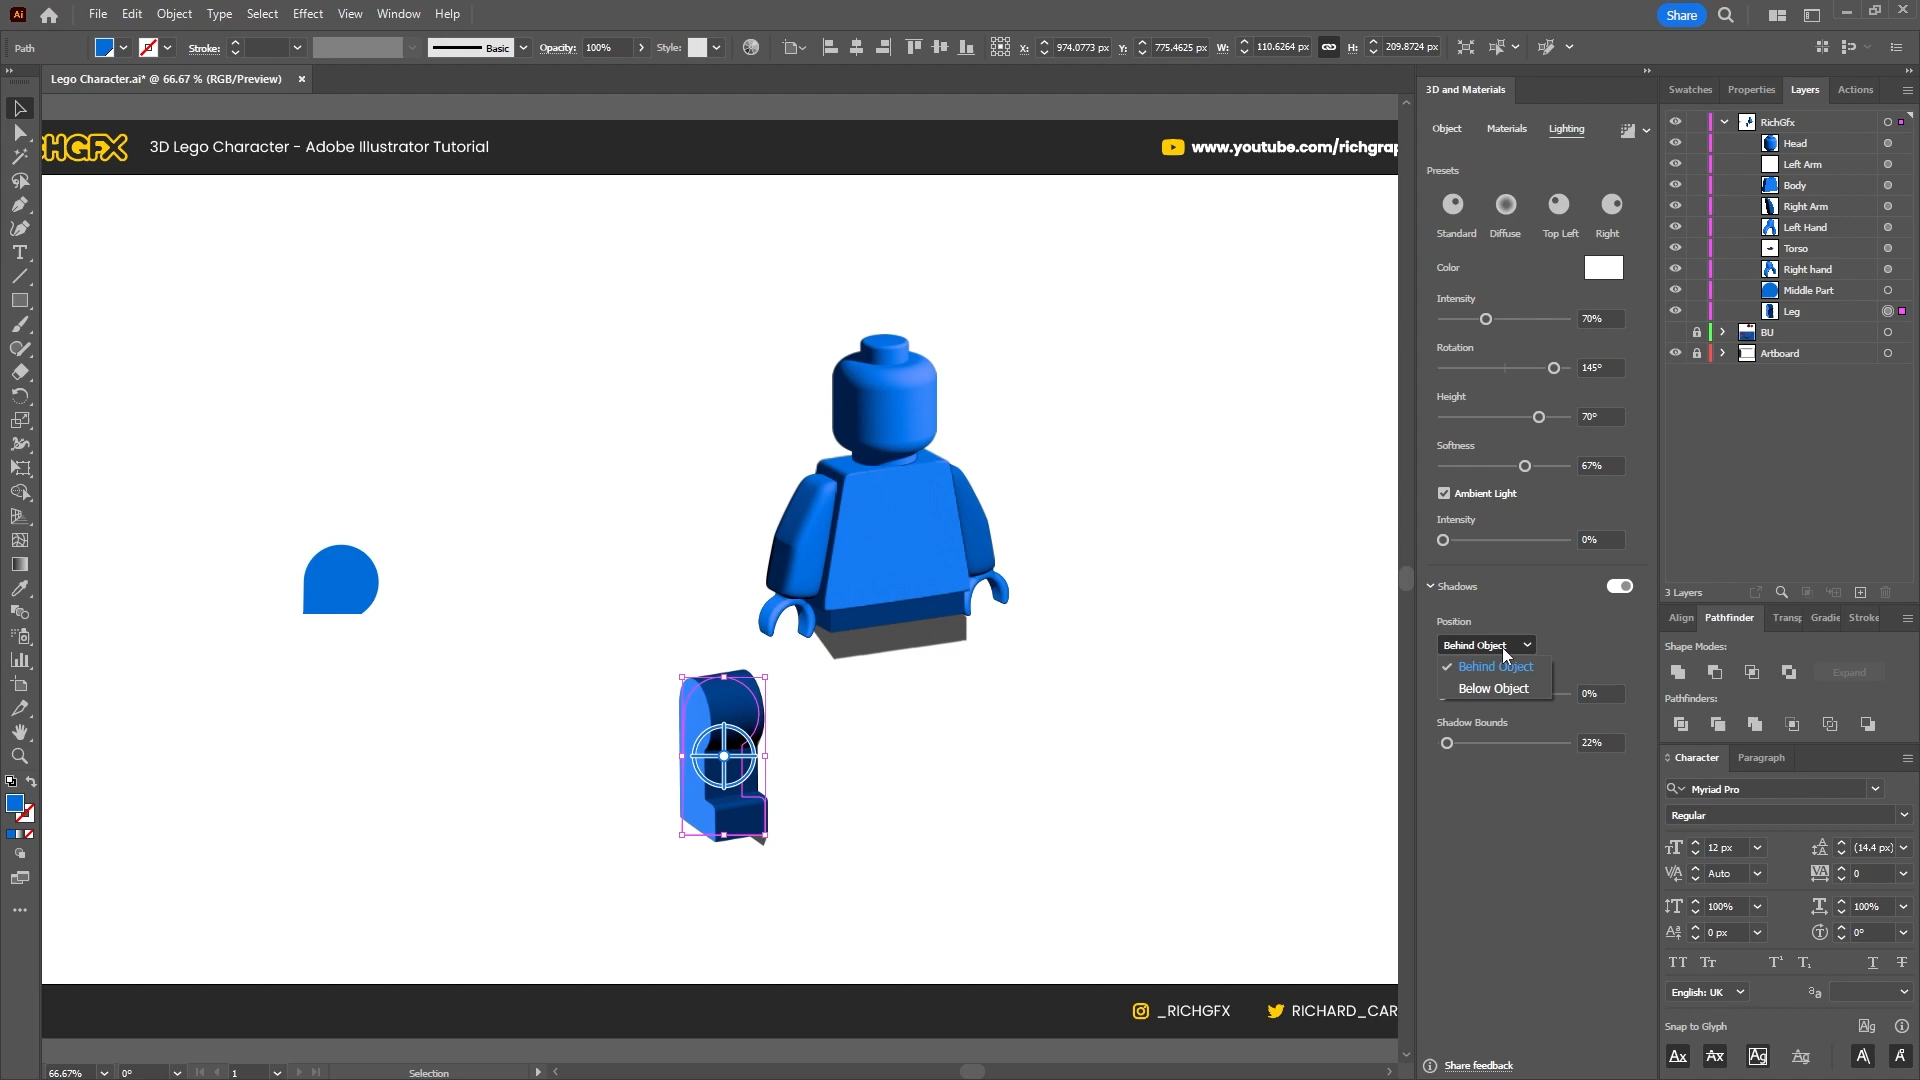 Ai File Edit Object Type Select Effect View Window Help Share
Path Stroke: Basic Opacity: 100% Style: X: 974.0773 px Y: 775.4625 px W: 110.6264 px H: 209.8724 px
Lego Character.ai* @ 66.67 % (RGB/Preview) ×
HGFX 3D Lego Character - Adobe Illustrator Tutorial www.youtube.com/richgrap
3D and Materials
Object Materials Lighting
Presets
Standard Diffuse Top Left Right
Color
Intensity
70%
Rotation
145°
Height
70°
Softness
67%
Ambient Light
Intensity
0%
Shadows
Position
Behind Object
Behind Object
Below Object
0%
Shadow Bounds
22%
Share feedback
Swatches Properties Layers Actions
RichGfx
Head
Left Arm
Body
Right Arm
Left Hand
Torso
Right hand
Middle Part
Leg
BU
Artboard
3 Layers
Align Pathfinder Transp Gradie Stroke
Shape Modes:
Expand
Pathfinders:
Character Paragraph
Myriad Pro
Regular
12 px (14.4 px)
Auto 0
100% 100%
0 px 0°
English: UK
Snap to Glyph
_RICHGFX RICHARD_CAR
66.67% 0° 1 Selection